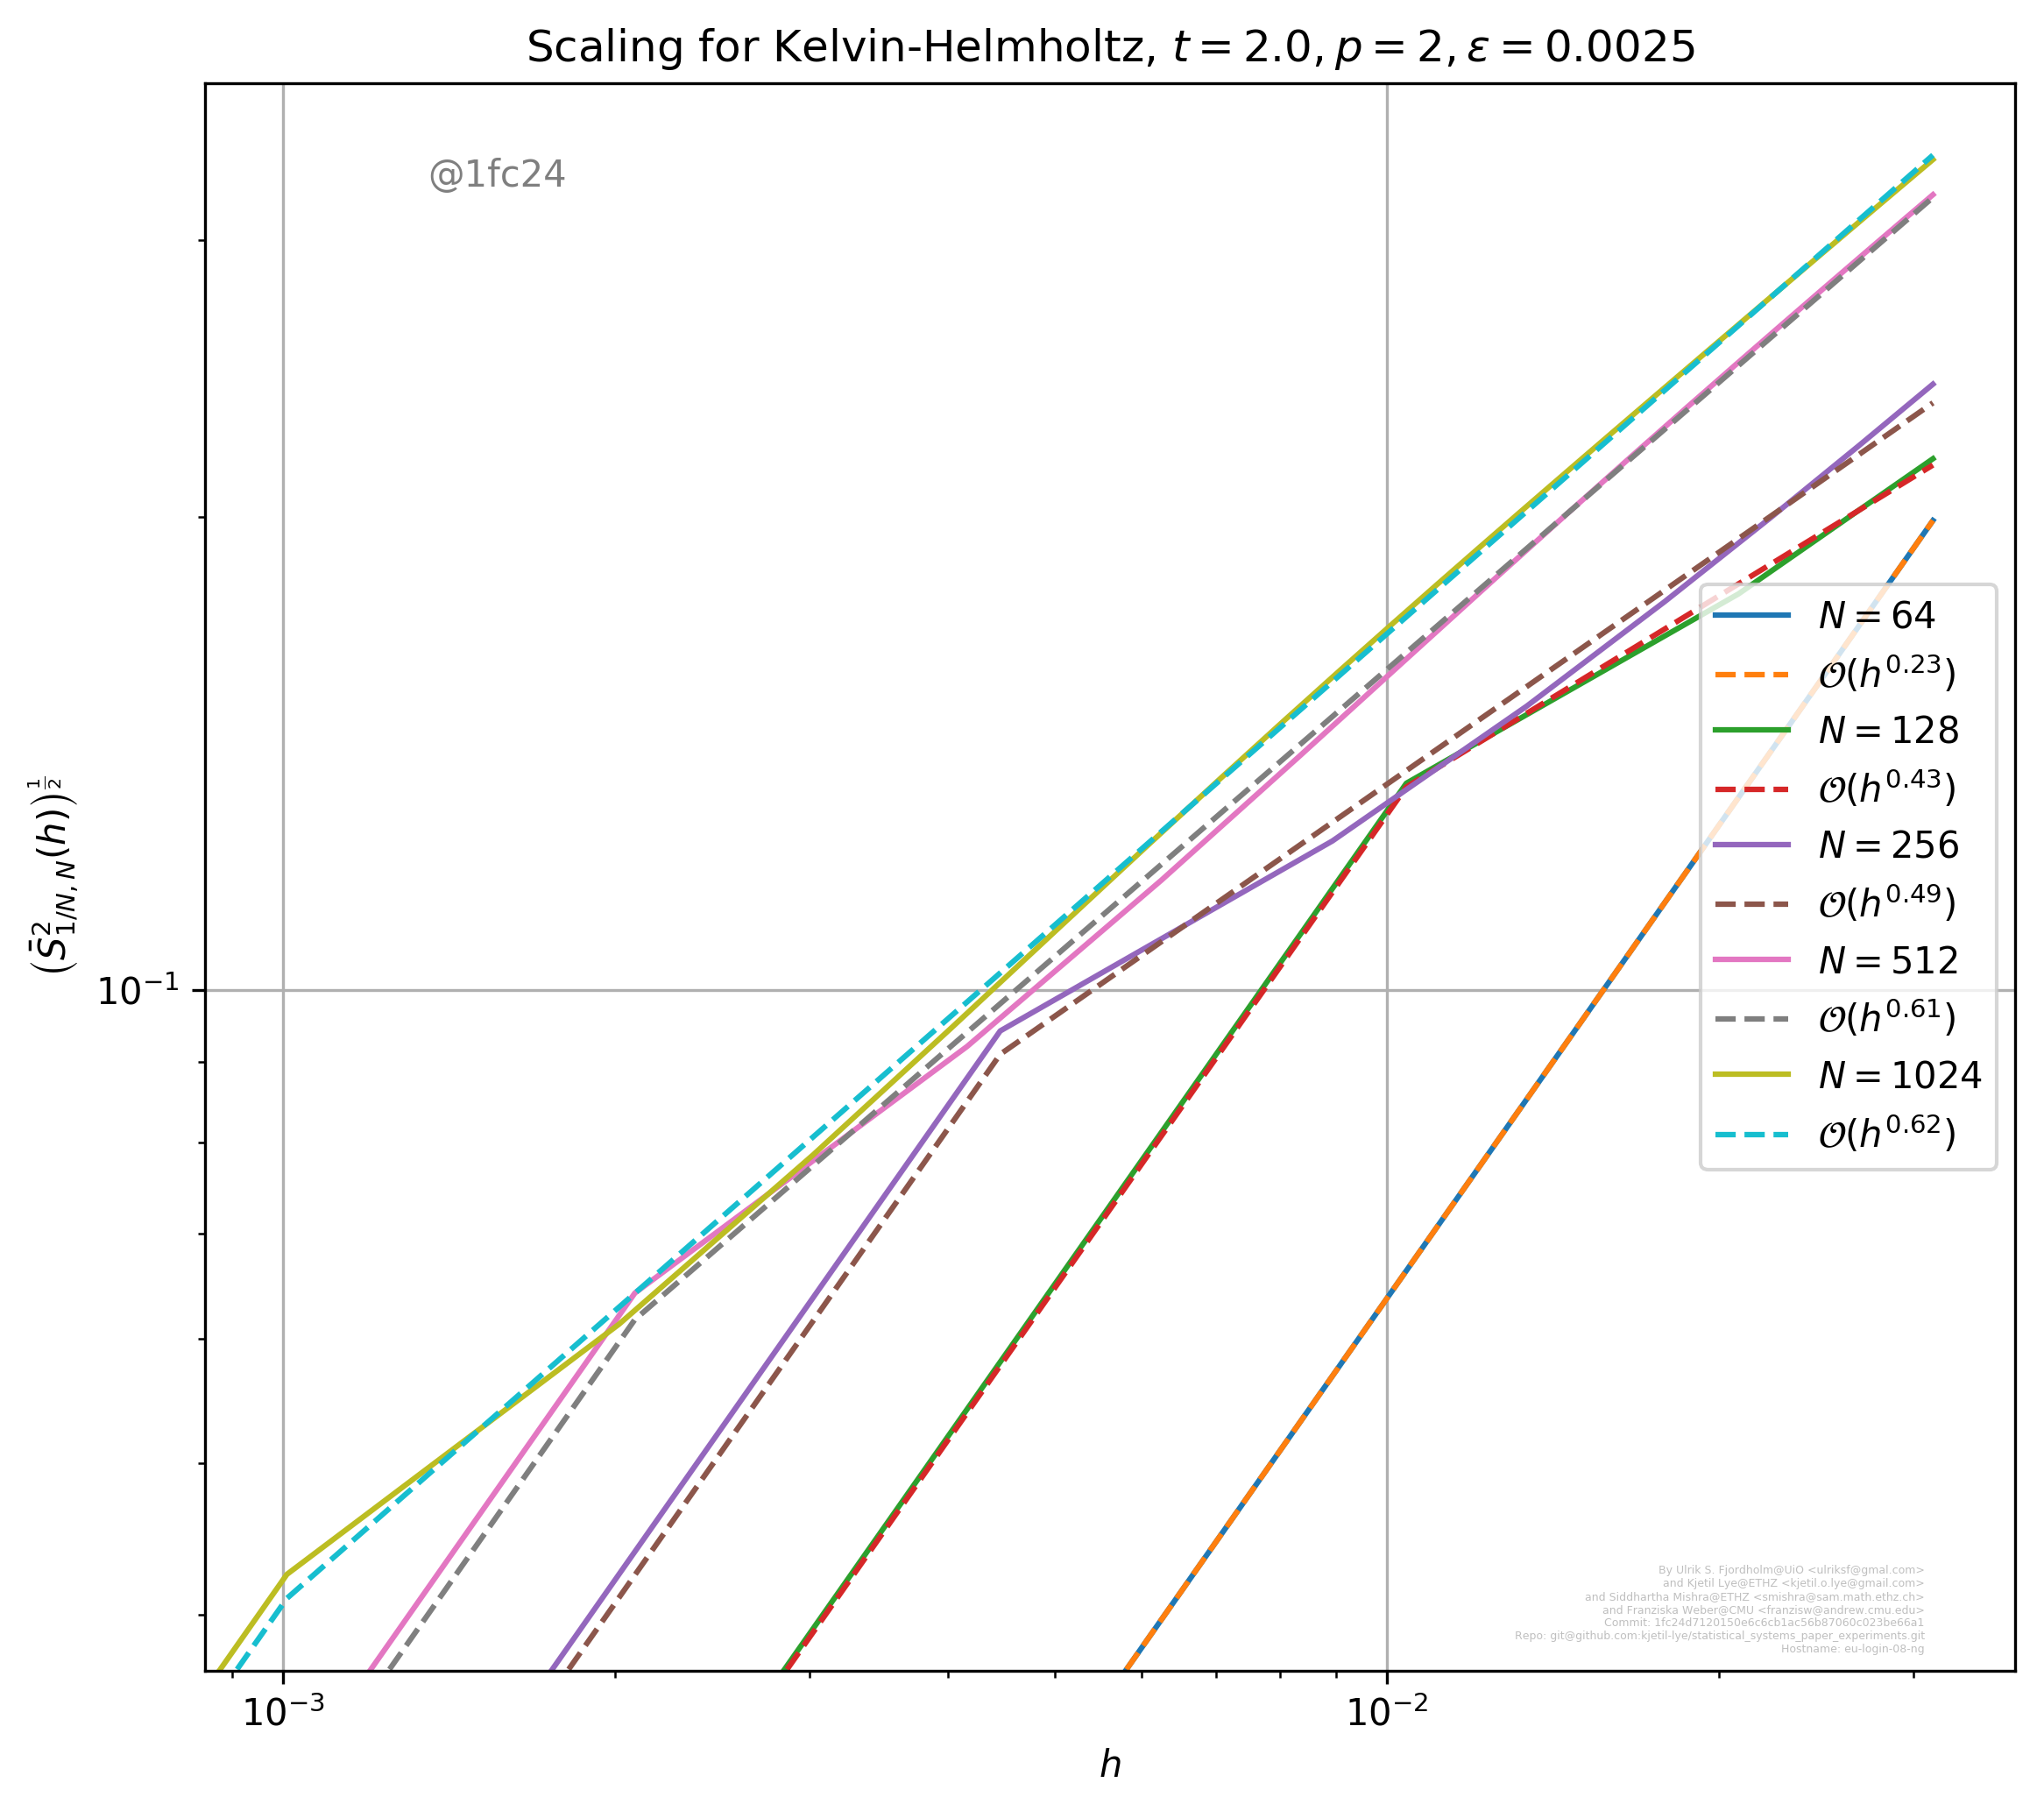 Scaling for Kelvin-Helmholtz, t = 2.0, p = 2, ε = 0.0025
@1fc24
(S̄²₁/N,N(h))^½
10⁻¹
N = 64
𝒪(h^0.23)
N = 128
𝒪(h^0.43)
N = 256
𝒪(h^0.49)
N = 512
𝒪(h^0.61)
N = 1024
𝒪(h^0.62)
By Ulrik S. Fjordholm@UiO <ulriksf@gmal.com>
and Kjetil Lye@ETHZ <kjetil.o.lye@gmail.com>
and Siddhartha Mishra@ETHZ <smishra@sam.math.ethz.ch>
and Franziska Weber@CMU <franzisw@andrew.cmu.edu>
Commit: 1fc24d7120150e6c6cb1ac56b87060c023be66a1
Repo: git@github.com:kjetil-lye/statistical_systems_paper_experiments.git
Hostname: eu-login-08-ng
10⁻³ 10⁻²
h